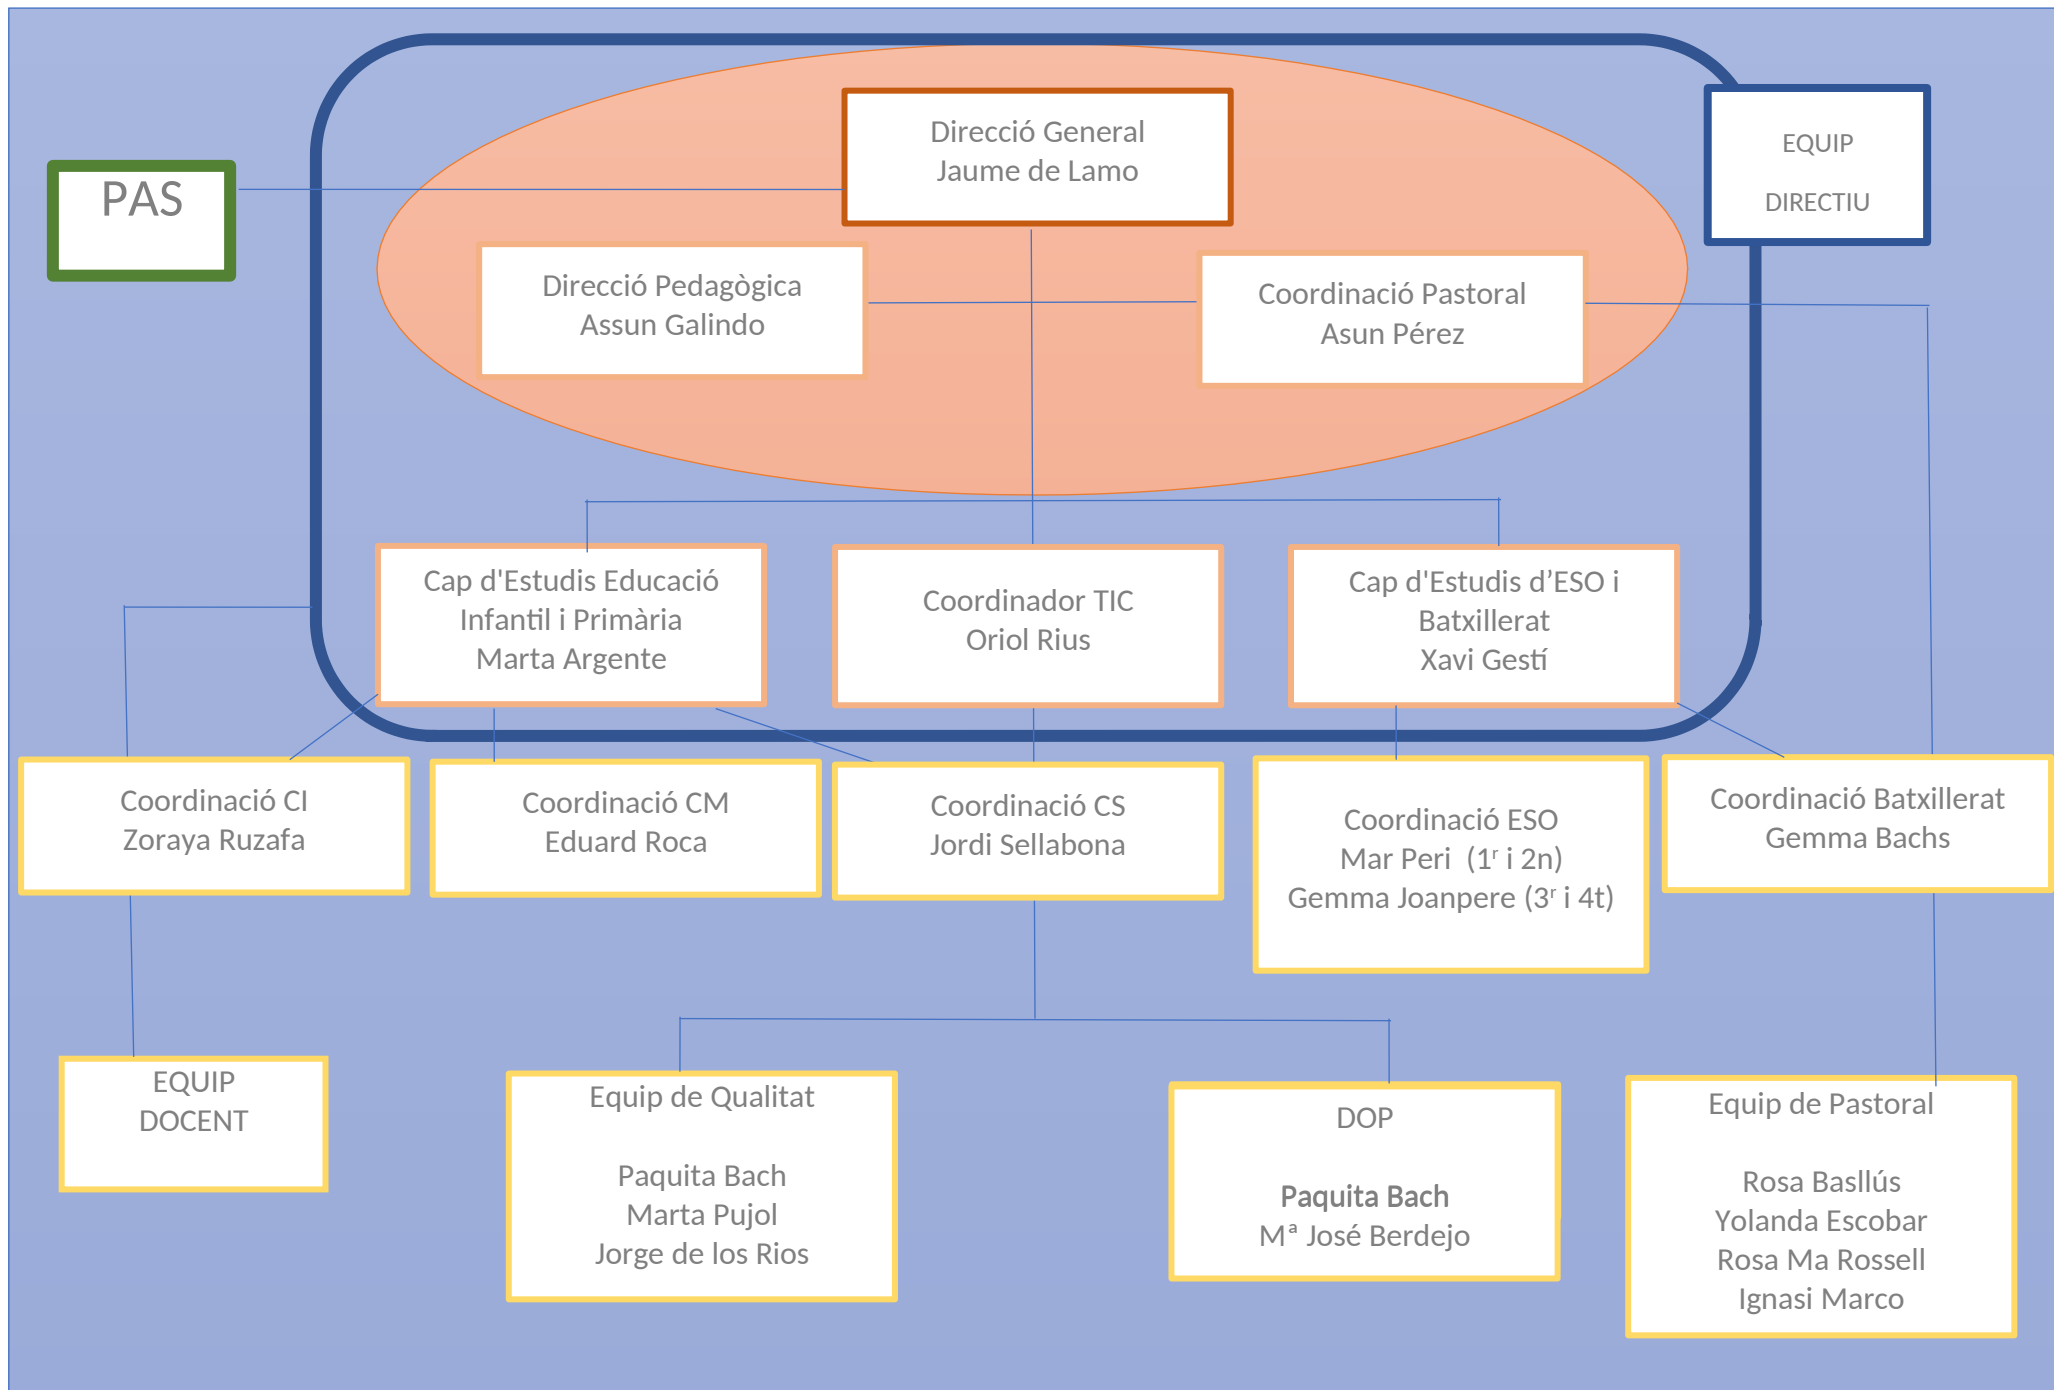 Direcció General
Jaume de Lamo
EQUIP
DIRECTIU
PAS
Direcció Pedagògica
Assun Galindo
Coordinació Pastoral
Asun Pérez
Cap d'Estudis Educació
Infantil i Primària
Marta Argente
Coordinador TIC
Oriol Rius
Cap d'Estudis d’ESO i
Batxillerat
Xavi Gestí
Coordinació CI
Zoraya Ruzafa
Coordinació CM
Eduard Roca
Coordinació CS
Jordi Sellabona
Coordinació ESO
Mar Peri  (1ʳ i 2n)
Gemma Joanpere (3ʳ i 4t)
Coordinació Batxillerat
Gemma Bachs
EQUIP
DOCENT
Equip de Qualitat
Paquita Bach
Marta Pujol
Jorge de los Rios
DOP
Paquita Bach
Mª José Berdejo
Equip de Pastoral
Rosa Basllús
Yolanda Escobar
Rosa Ma Rossell
Ignasi Marco